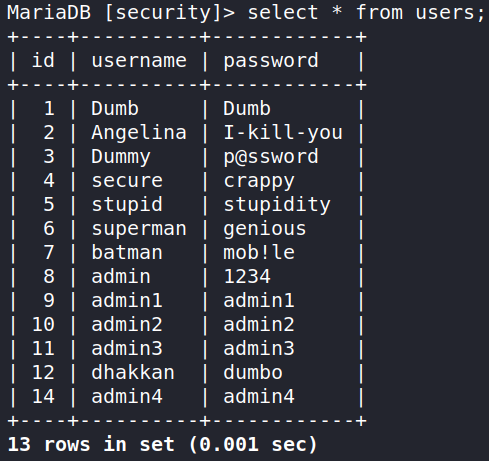 MariaDB [security]> select * from users;
+----+----------+------------+
| id | username | password   |
+----+----------+------------+
|  1 | Dumb     | Dumb       |
|  2 | Angelina | I-kill-you |
|  3 | Dummy    | p@ssword   |
|  4 | secure   | crappy     |
|  5 | stupid   | stupidity  |
|  6 | superman | genious    |
|  7 | batman   | mob!le     |
|  8 | admin    | 1234       |
|  9 | admin1   | admin1     |
| 10 | admin2   | admin2     |
| 11 | admin3   | admin3     |
| 12 | dhakkan  | dumbo      |
| 14 | admin4   | admin4     |
+----+----------+------------+
13 rows in set (0.001 sec)